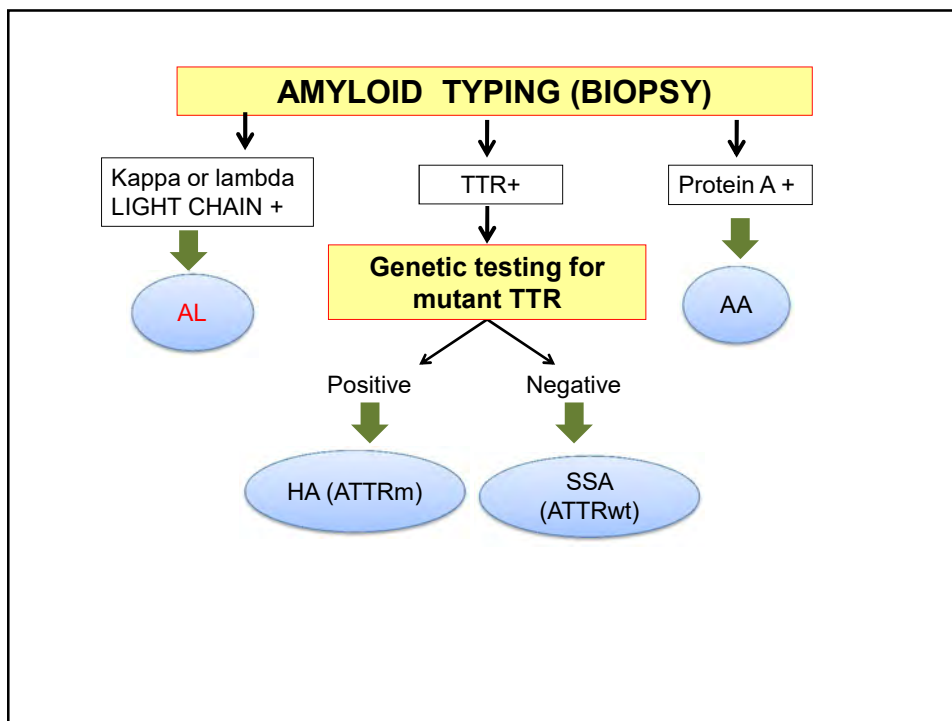 AMYLOID TYPING (BIOPSY)
Kappa or lambda
LIGHT CHAIN +
TTR+
Protein A +
Genetic testing for
mutant TTR
AL
AA
Positive
Negative
HA (ATTRm)
SSA
(ATTRwt)